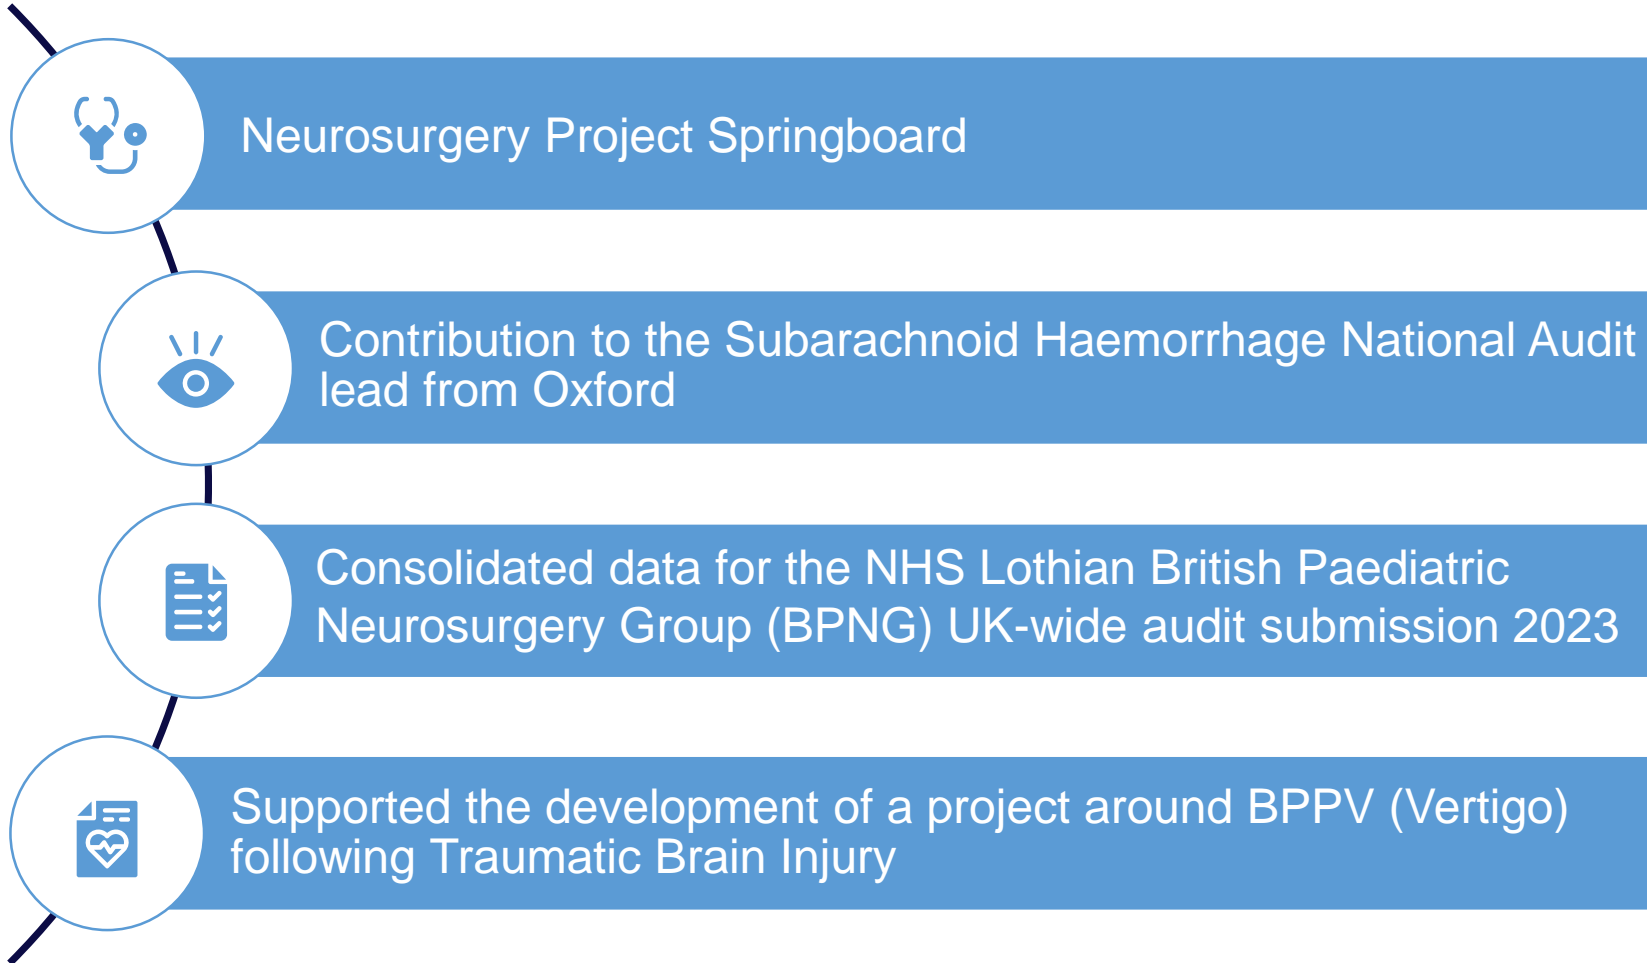 Neurosurgery Project Springboard
Contribution to the Subarachnoid Haemorrhage National Audit
lead from Oxford
Consolidated data for the NHS Lothian British Paediatric
Neurosurgery Group (BPNG) UK-wide audit submission 2023
Supported the development of a project around BPPV (Vertigo)
following Traumatic Brain Injury